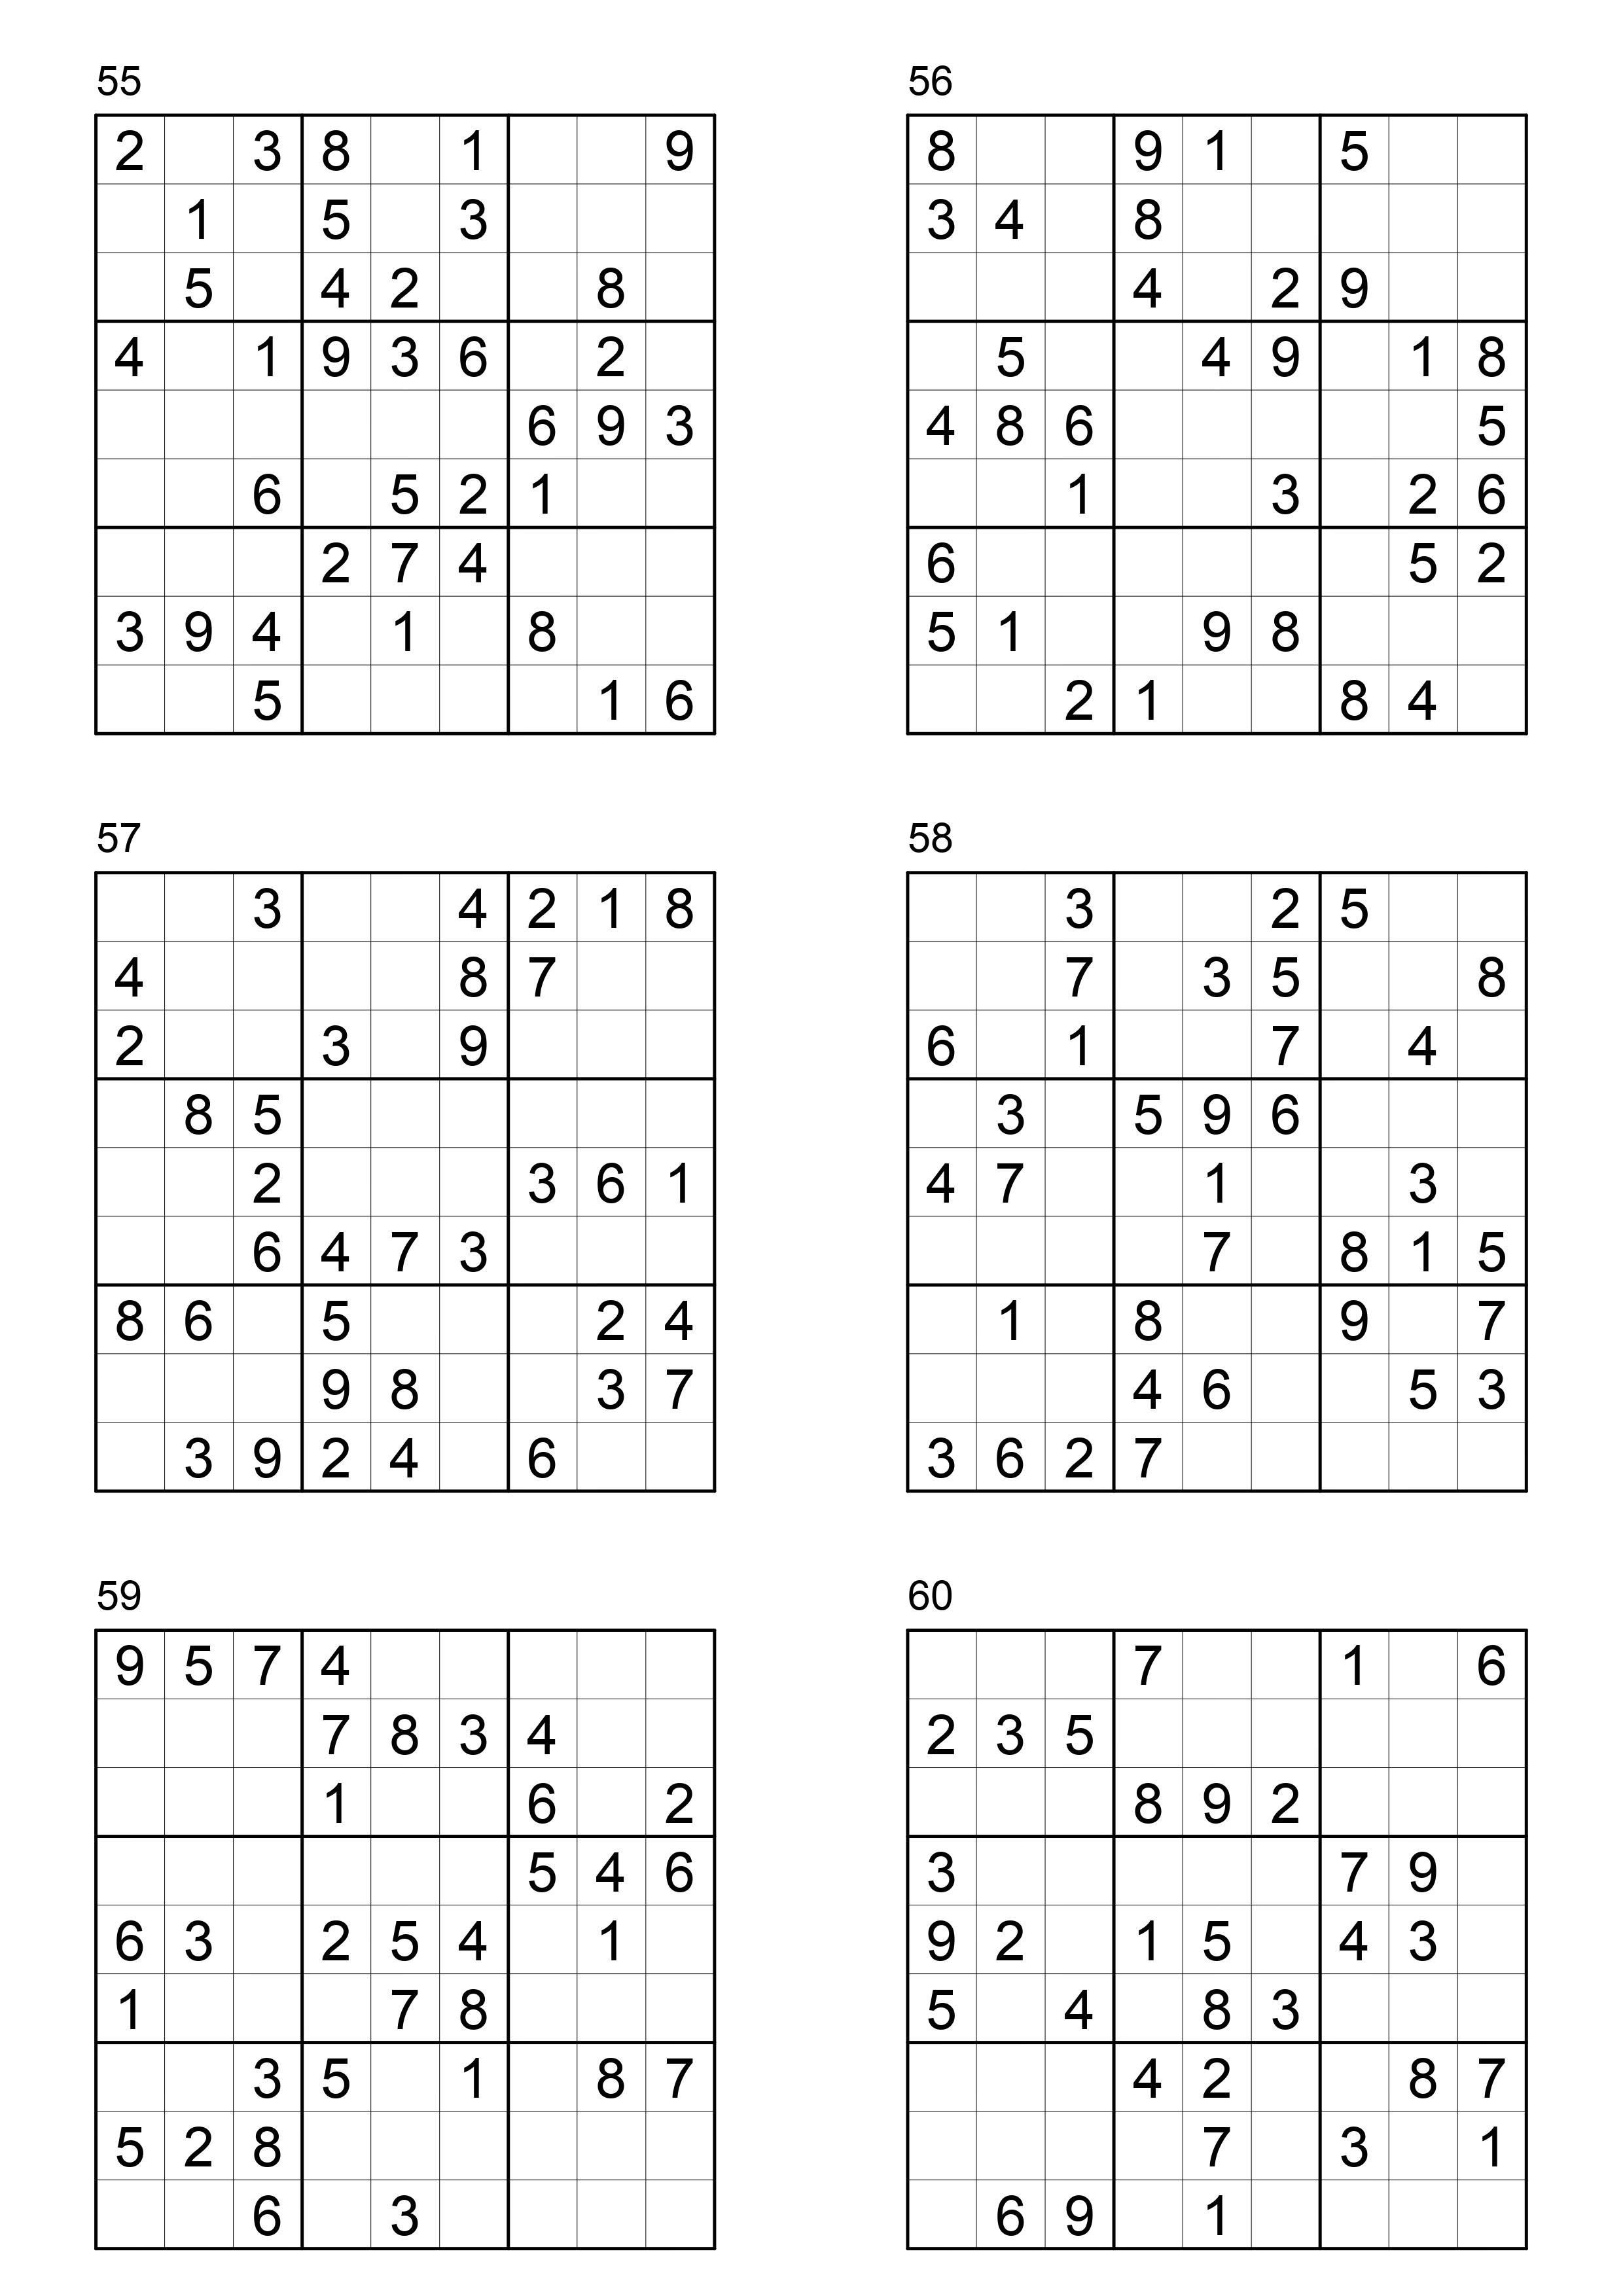 55
2 3 8 1 9
1 5 3
5 4 2 8
4 1 9 3 6 2
6 9 3
6 5 2 1
2 7 4
3 9 4 1 8
5 1 6
56
8 9 1 5
3 4 8
4 2 9
5 4 9 1 8
4 8 6 5
1 3 2 6
6 5 2
5 1 9 8
2 1 8 4
57
3 4 2 1 8
4 8 7
2 3 9
8 5
2 3 6 1
6 4 7 3
8 6 5 2 4
9 8 3 7
3 9 2 4 6
58
3 2 5
7 3 5 8
6 1 7 4
3 5 9 6
4 7 1 3
7 8 1 5
1 8 9 7
4 6 5 3
3 6 2 7
59
9 5 7 4
7 8 3 4
1 6 2
5 4 6
6 3 2 5 4 1
1 7 8
3 5 1 8 7
5 2 8
6 3
60
7 1 6
2 3 5
8 9 2
3 7 9
9 2 1 5 4 3
5 4 8 3
4 2 8 7
7 3 1
6 9 1